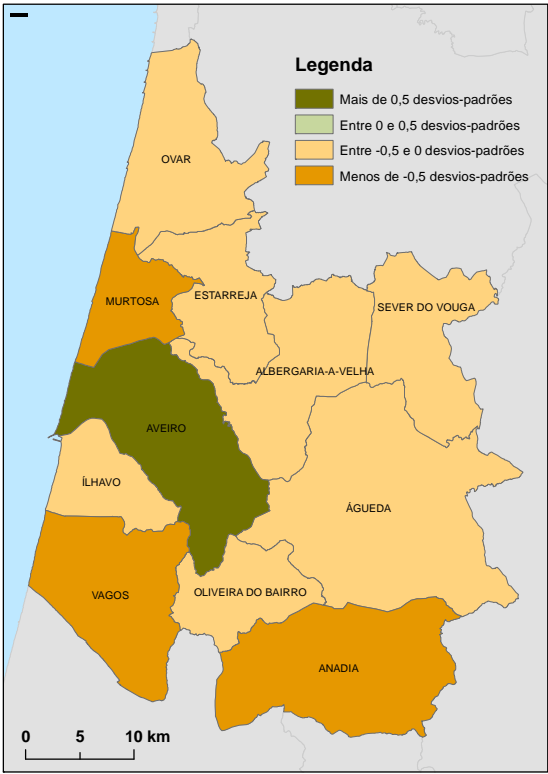 Legenda
Mais de 0,5 desvios-padrões
Entre 0 e 0,5 desvios-padrões
Entre -0,5 e 0 desvios-padrões
Menos de -0,5 desvios-padrões
OVAR
MURTOSA
ESTARREJA
SEVER DO VOUGA
ALBERGARIA-A-VELHA
AVEIRO
ÍLHAVO
ÁGUEDA
VAGOS
OLIVEIRA DO BAIRRO
ANADIA
0 5 10 km